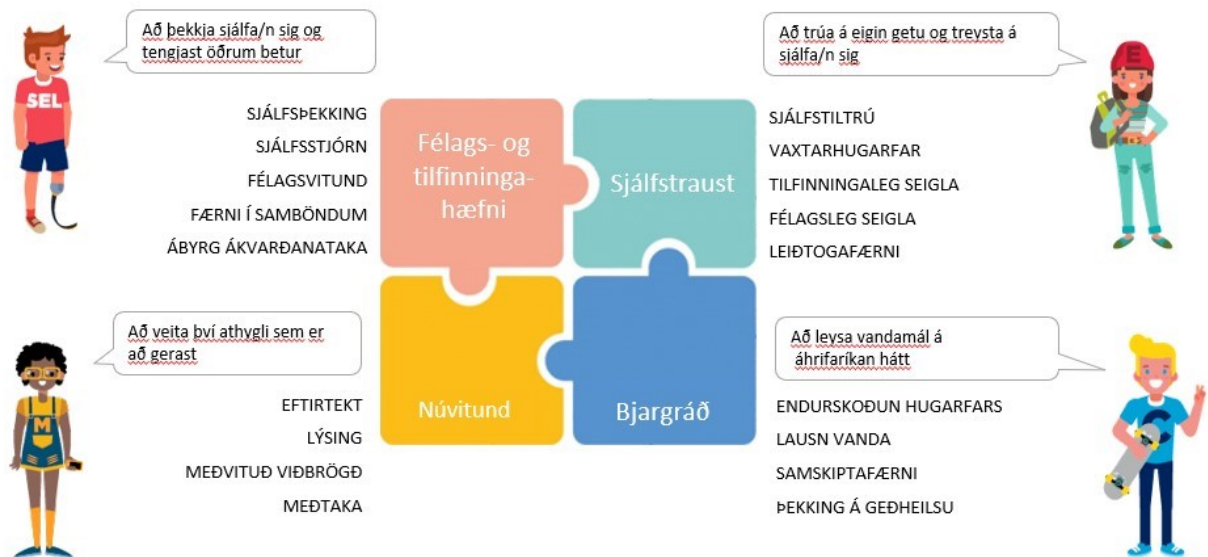 Að þekkja sjálfa/n sig og
tengjast öðrum betur
SEL
SJÁLFSÞEKKING
SJÁLFSSTJÓRN
FÉLAGSVITUND
FÆRNI Í SAMBÖNDUM
ÁBYRG ÁKVARÐANATAKA
Félags- og
tilfinninga-
hæfni
Sjálfstraust
Að trúa á eigin getu og treysta á
sjálfa/n sig
E
SJÁLFSTILTRÚ
VAXTARHUGARFAR
TILFINNINGALEG SEIGLA
FÉLAGSLEG SEIGLA
LEIÐTOGAFÆRNI
Að veita því athygli sem er
að gerast
M
EFTIRTEKT
LÝSING
MEÐVITUÐ VIÐBRÖGÐ
MEÐTAKA
Núvitund
Bjargráð
Að leysa vandamál á
áhrifaríkan hátt
C
ENDURSKOÐUN HUGARFARS
LAUSN VANDA
SAMSKIPTAFÆRNI
ÞEKKING Á GEÐHEILSU